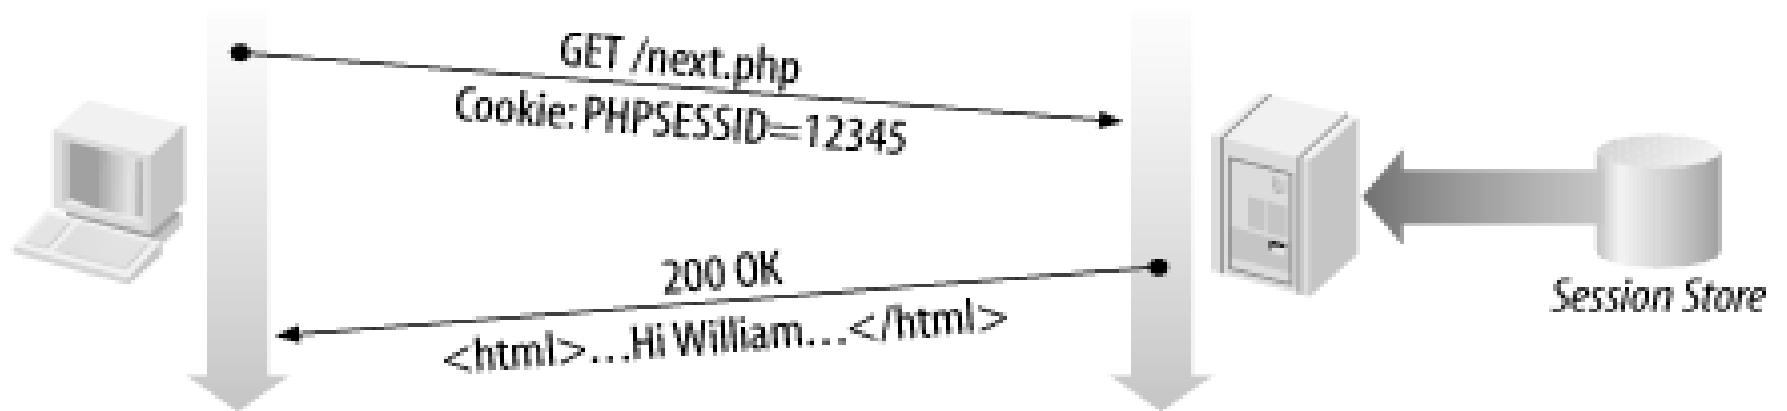 GET /next.php
Cookie: PHPSESSID=12345
200 OK
<html>...Hi William...</html>
Session Store